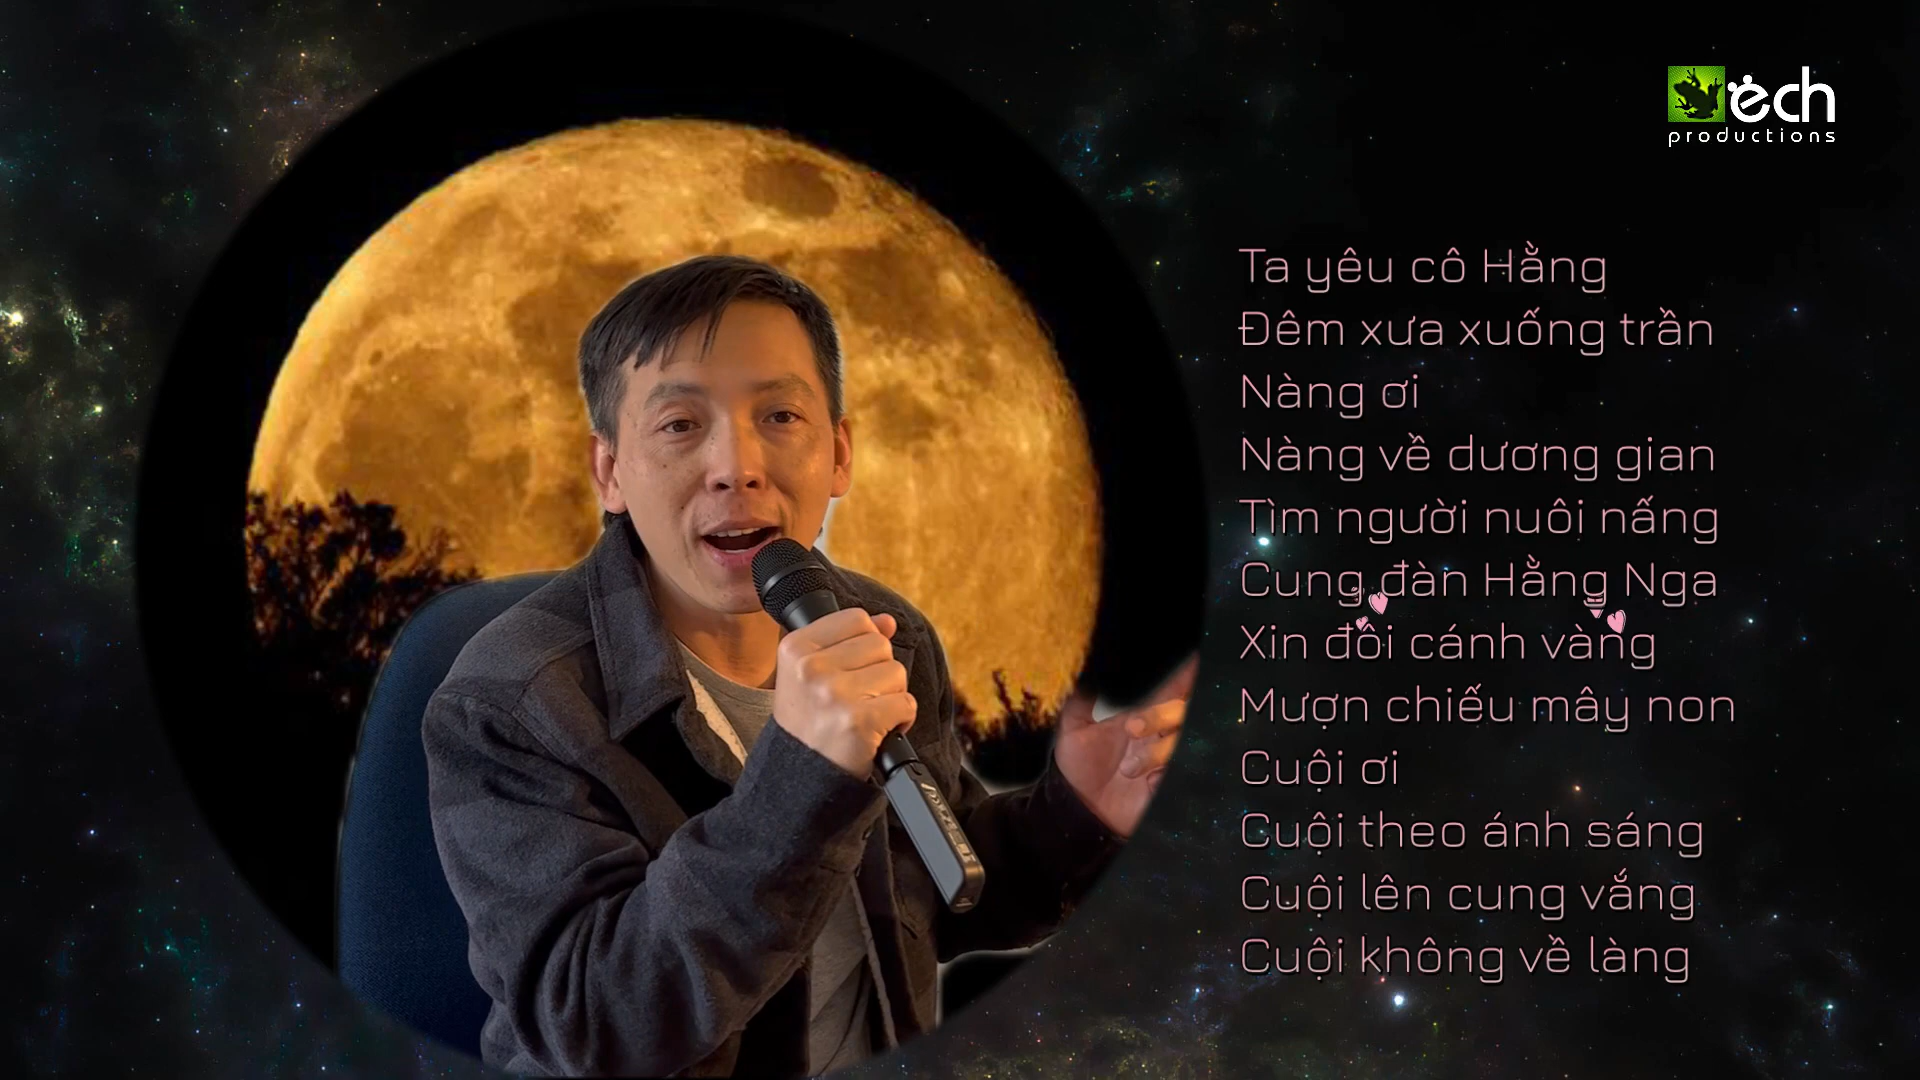 ếch
productions
Ta yêu cô Hằng
Đêm xưa xuống trần
Nàng ơi
Nàng về dương gian
Tìm người nuôi nấng
Cung đàn Hằng Nga
Xin đôi cánh vàng
Mượn chiếu mây non
Cuội ơi
Cuội theo ánh sáng
Cuội lên cung vắng
Cuội không về làng